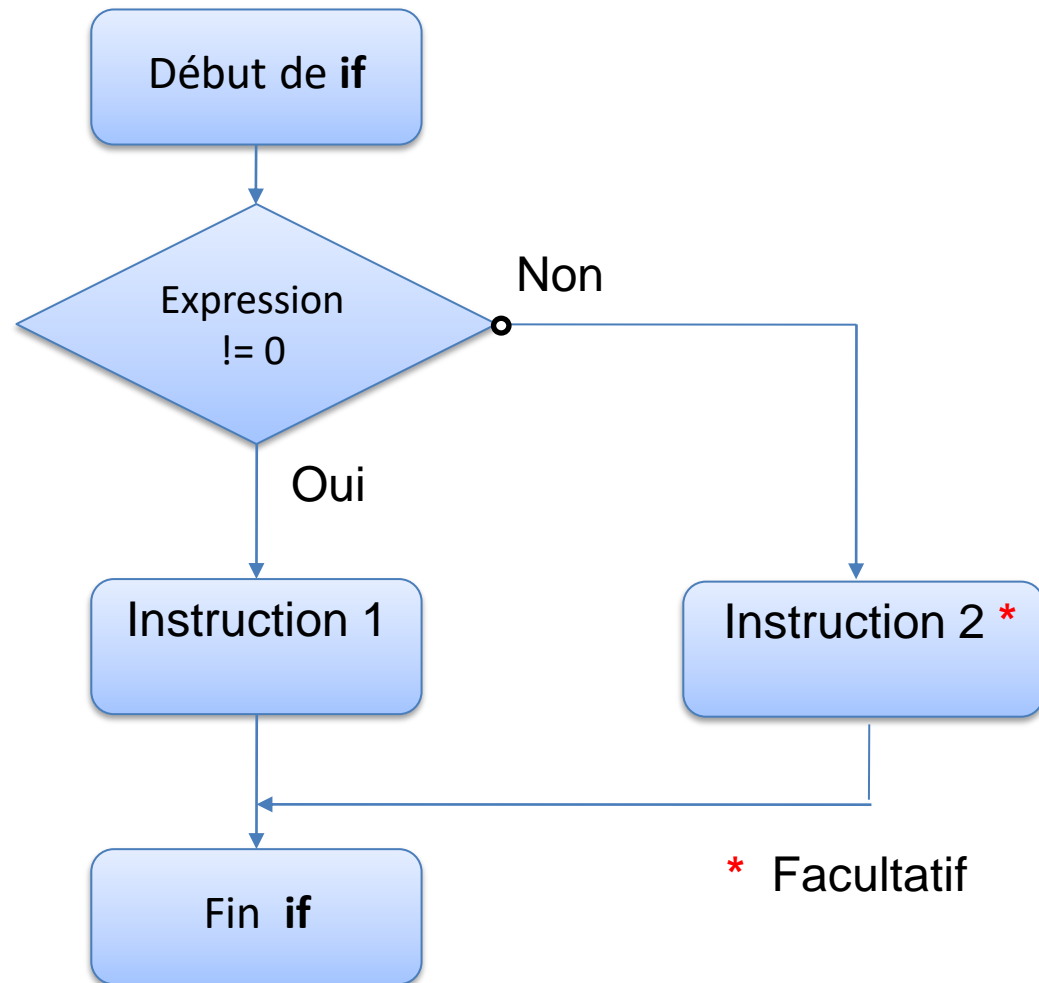 Début de if
Expression
!= 0
Non
Oui
Instruction 1
Instruction 2 *
* Facultatif
Fin if